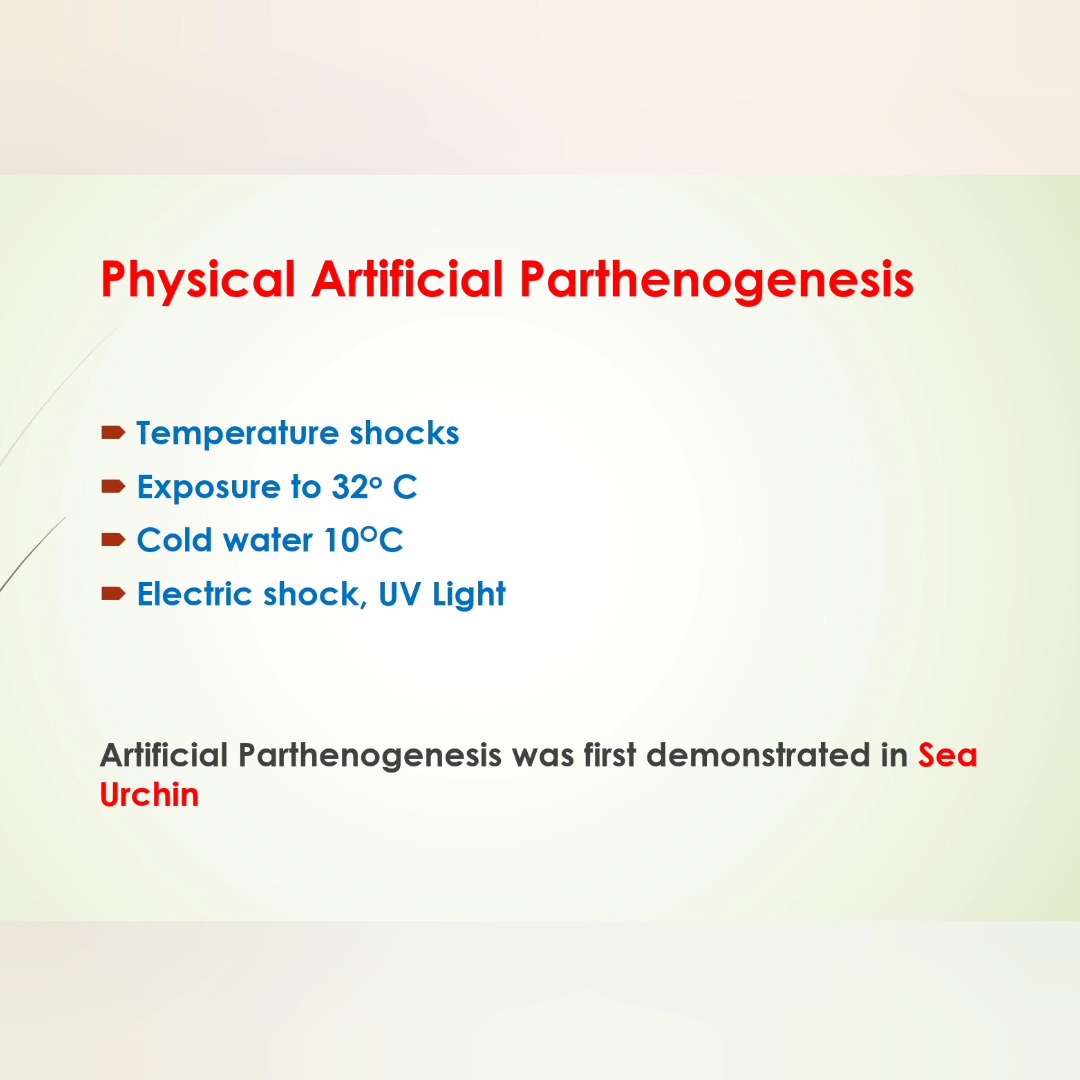 Physical Artificial Parthenogenesis
Temperature shocks
Exposure to 32º C
Cold water 10ᴼC
Electric shock, UV Light
Artificial Parthenogenesis was first demonstrated in Sea
Urchin